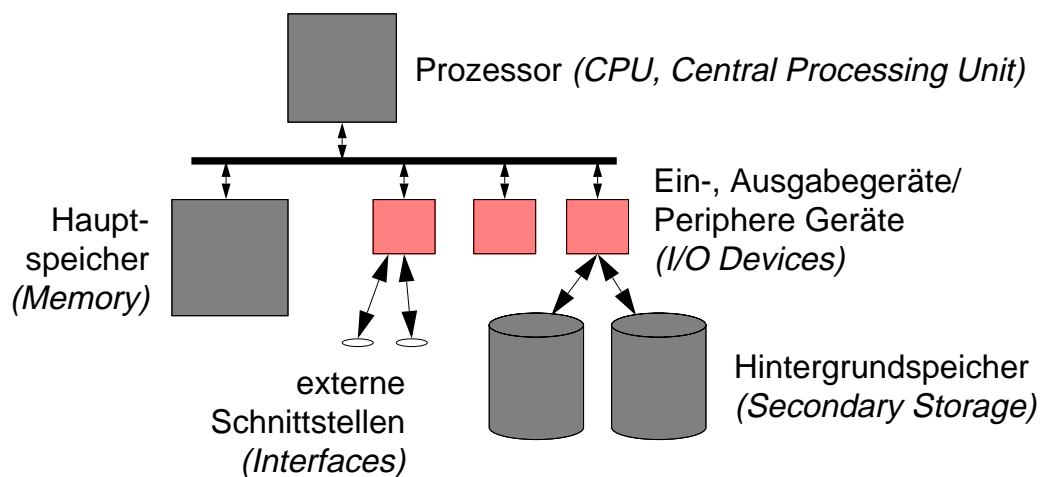 Prozessor (CPU, Central Processing Unit)
Ein-, Ausgabegeräte/
Periphere Geräte
(I/O Devices)
Haupt-
speicher
(Memory)
externe
Schnittstellen
(Interfaces)
Hintergrundspeicher
(Secondary Storage)